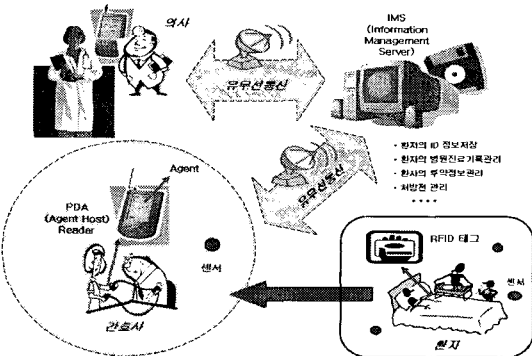 의사
IMS
(Information
Management
Server)
유무선통신
• 환자의 ID 정보저장
• 환자의 병원진료기록관리
• 환자의 투약정보관리
• 처방전 관리
• • • •
유무선통신
Agent
PDA
(Agent Host)
Reader
센서
간호사
RFID 태그
센서
환자